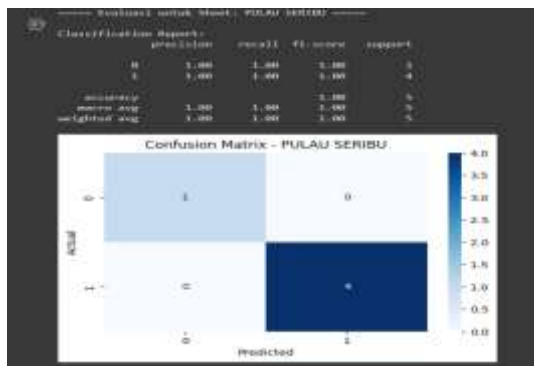 ----- Evaluasi untuk Sheet: PULAU SERIBU -----
Classification Report:
precision recall f1-score support
0 1.00 1.00 1.00 1
1 1.00 1.00 1.00 4
accuracy 1.00 5
macro avg 1.00 1.00 1.00 5
weighted avg 1.00 1.00 1.00 5
Confusion Matrix - PULAU SERIBU
4.0
3.5
3.0
2.5
2.0
1.5
1.0
0.5
0.0
Actual
0 1 0
1 0 4
0 1
Predicted